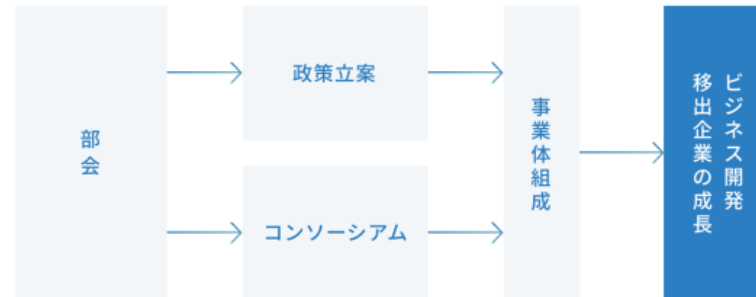 部会
政策立案
コンソーシアム
事業体組成
ビジネス開発
移出企業の成長